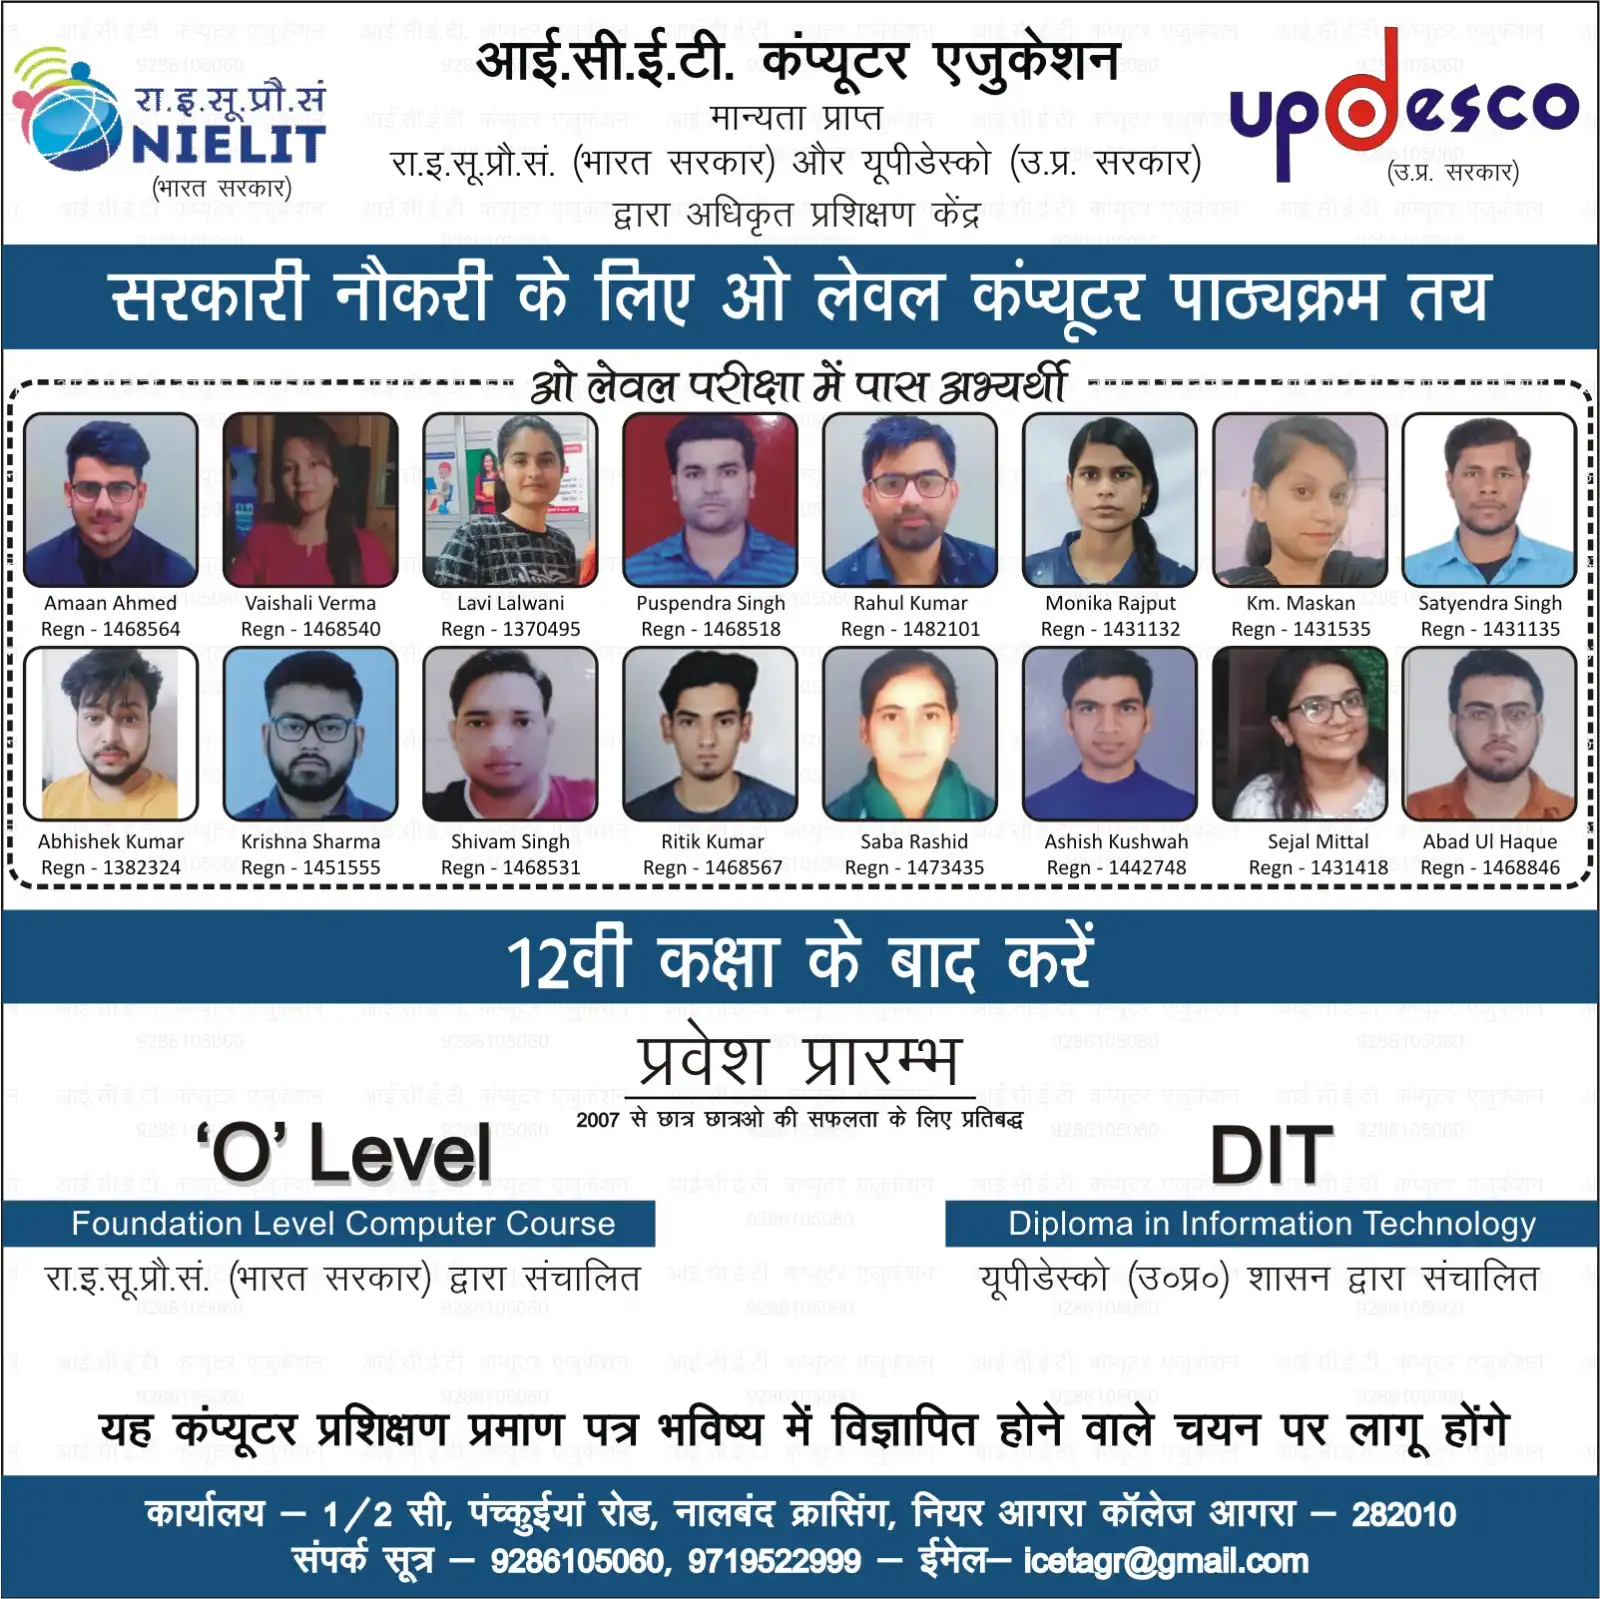 आई.सी.ई.टी. कंप्यूटर एजुकेशन
मान्यता प्राप्त
रा.इ.सू.प्रौ.सं. (भारत सरकार) और यूपीडेस्को (उ.प्र. सरकार)
द्वारा अधिकृत प्रशिक्षण केंद्र
रा.इ.सू.प्रौ.सं
NIELIT
(भारत सरकार)
updesco
(उ.प्र. सरकार)
सरकारी नौकरी के लिए ओ लेवल कंप्यूटर पाठ्यक्रम तय
ओ लेवल परीक्षा में पास अभ्यर्थी
Amaan Ahmed Vaishali Verma Lavi Lalwani Puspendra Singh Rahul Kumar Monika Rajput Km. Maskan Satyendra Singh
Regn - 1468564 Regn - 1468540 Regn - 1370495 Regn - 1468518 Regn - 1482101 Regn - 1431132 Regn - 1431535 Regn - 1431135
Abhishek Kumar Krishna Sharma Shivam Singh Ritik Kumar Saba Rashid Ashish Kushwah Sejal Mittal Abad Ul Haque
Regn - 1382324 Regn - 1451555 Regn - 1468531 Regn - 1468567 Regn - 1473435 Regn - 1442748 Regn - 1431418 Regn - 1468846
12वी कक्षा के बाद करें
प्रवेश प्रारम्भ
2007 से छात्र छात्रओ की सफलता के लिए प्रतिबद्ध
‘O’ Level
Foundation Level Computer Course
रा.इ.सू.प्रौ.सं (भारत सरकार) द्वारा संचालित
DIT
Diploma in Information Technology
यूपीडेस्को (उ०प्र०) शासन द्वारा संचालित
यह कंप्यूटर प्रशिक्षण प्रमाण पत्र भविष्य में विज्ञापित होने वाले चयन पर लागू होंगे
कार्यालय – 1/2 सी, पंच्कुईयां रोड, नालबंद क्रासिंग, नियर आगरा कॉलेज आगरा – 282010
संपर्क सूत्र – 9286105060, 9719522999 – ईमेल– icetagr@gmail.com